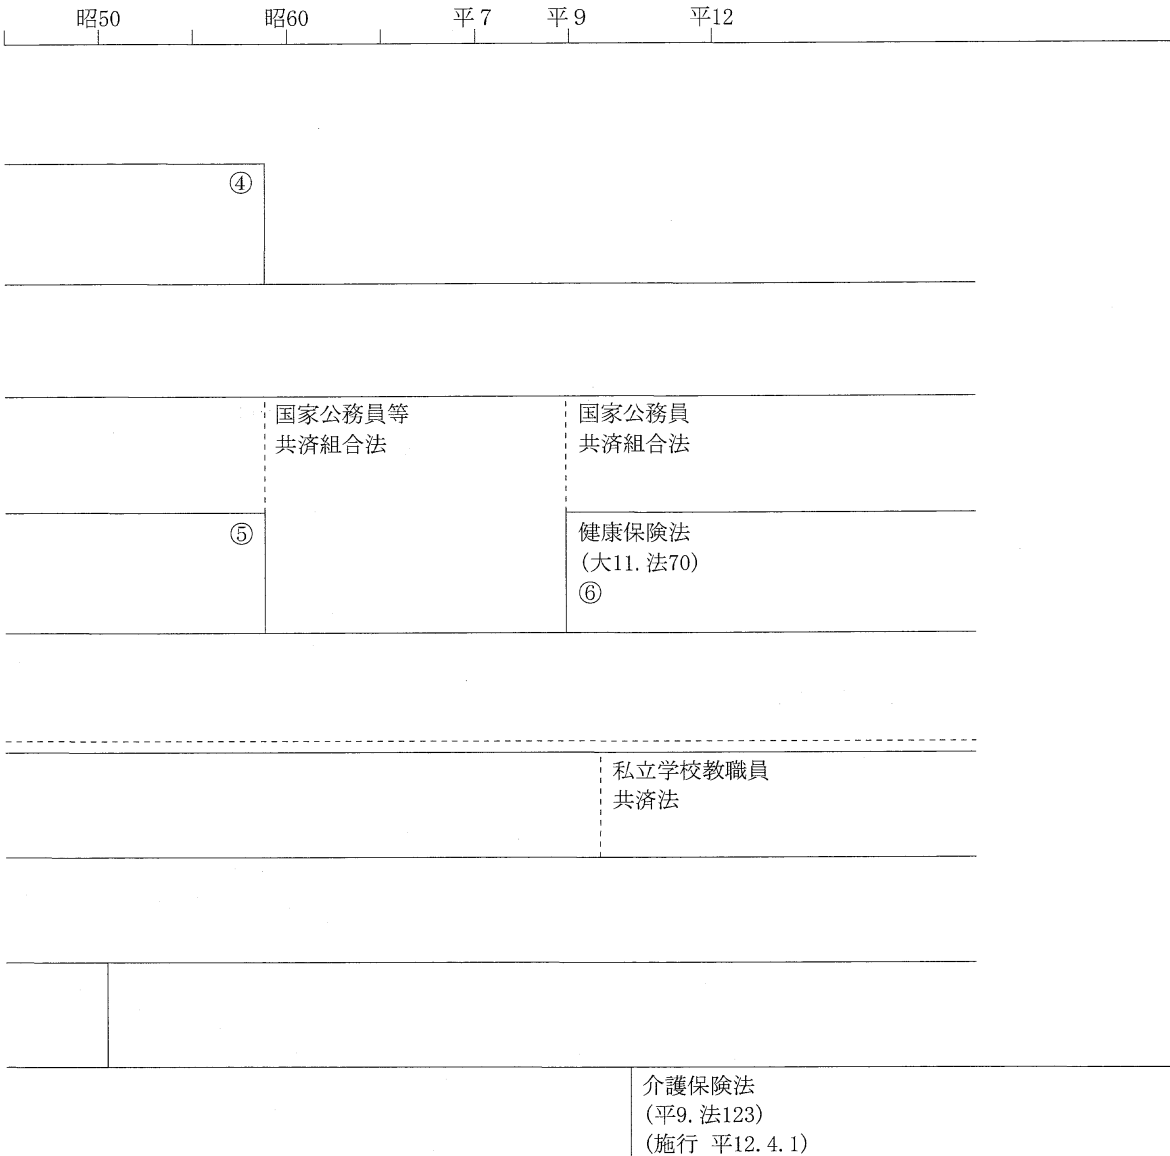 昭50 昭60 平7 平9 平12
④
国家公務員等
共済組合法
国家公務員
共済組合法
⑤
健康保険法
(大11. 法70)
⑥
私立学校教職員
共済法
介護保険法
(平9. 法123)
(施行 平12. 4. 1)